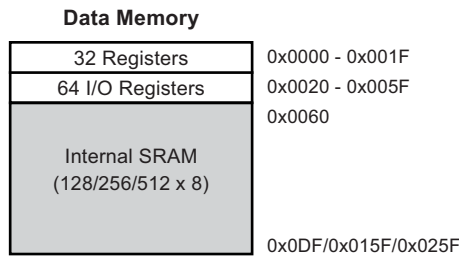 Data Memory
32 Registers 0x0000 - 0x001F
64 I/O Registers 0x0020 - 0x005F
0x0060
Internal SRAM
(128/256/512 x 8)
0x0DF/0x015F/0x025F